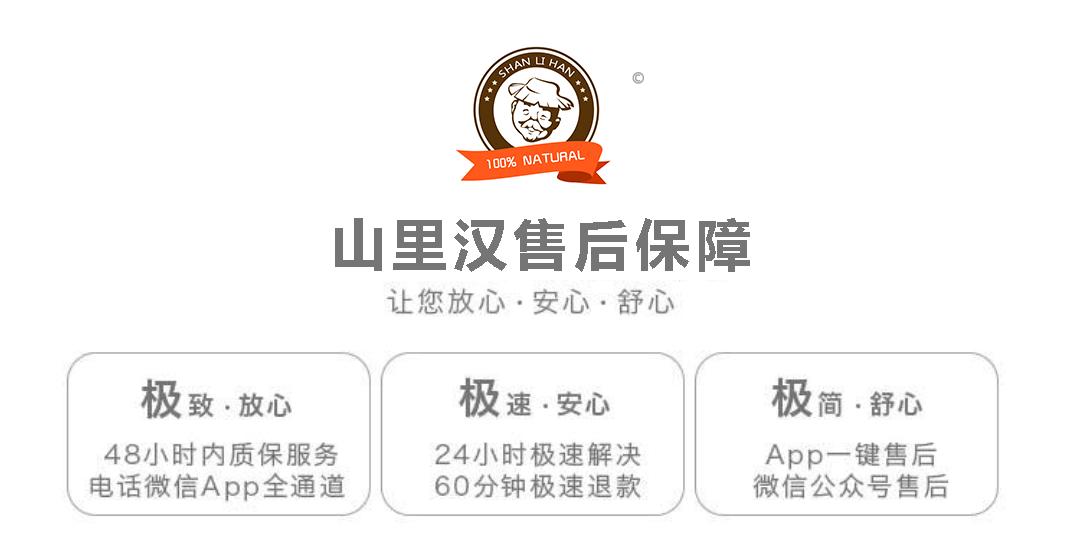 SHAN LI HAN
©
100% NATURAL
山里汉售后保障
让您放心·安心·舒心
极致·放心
48小时内质保服务
电话微信App全通道
极速·安心
24小时极速解决
60分钟极速退款
极简·舒心
App一键售后
微信公众号售后